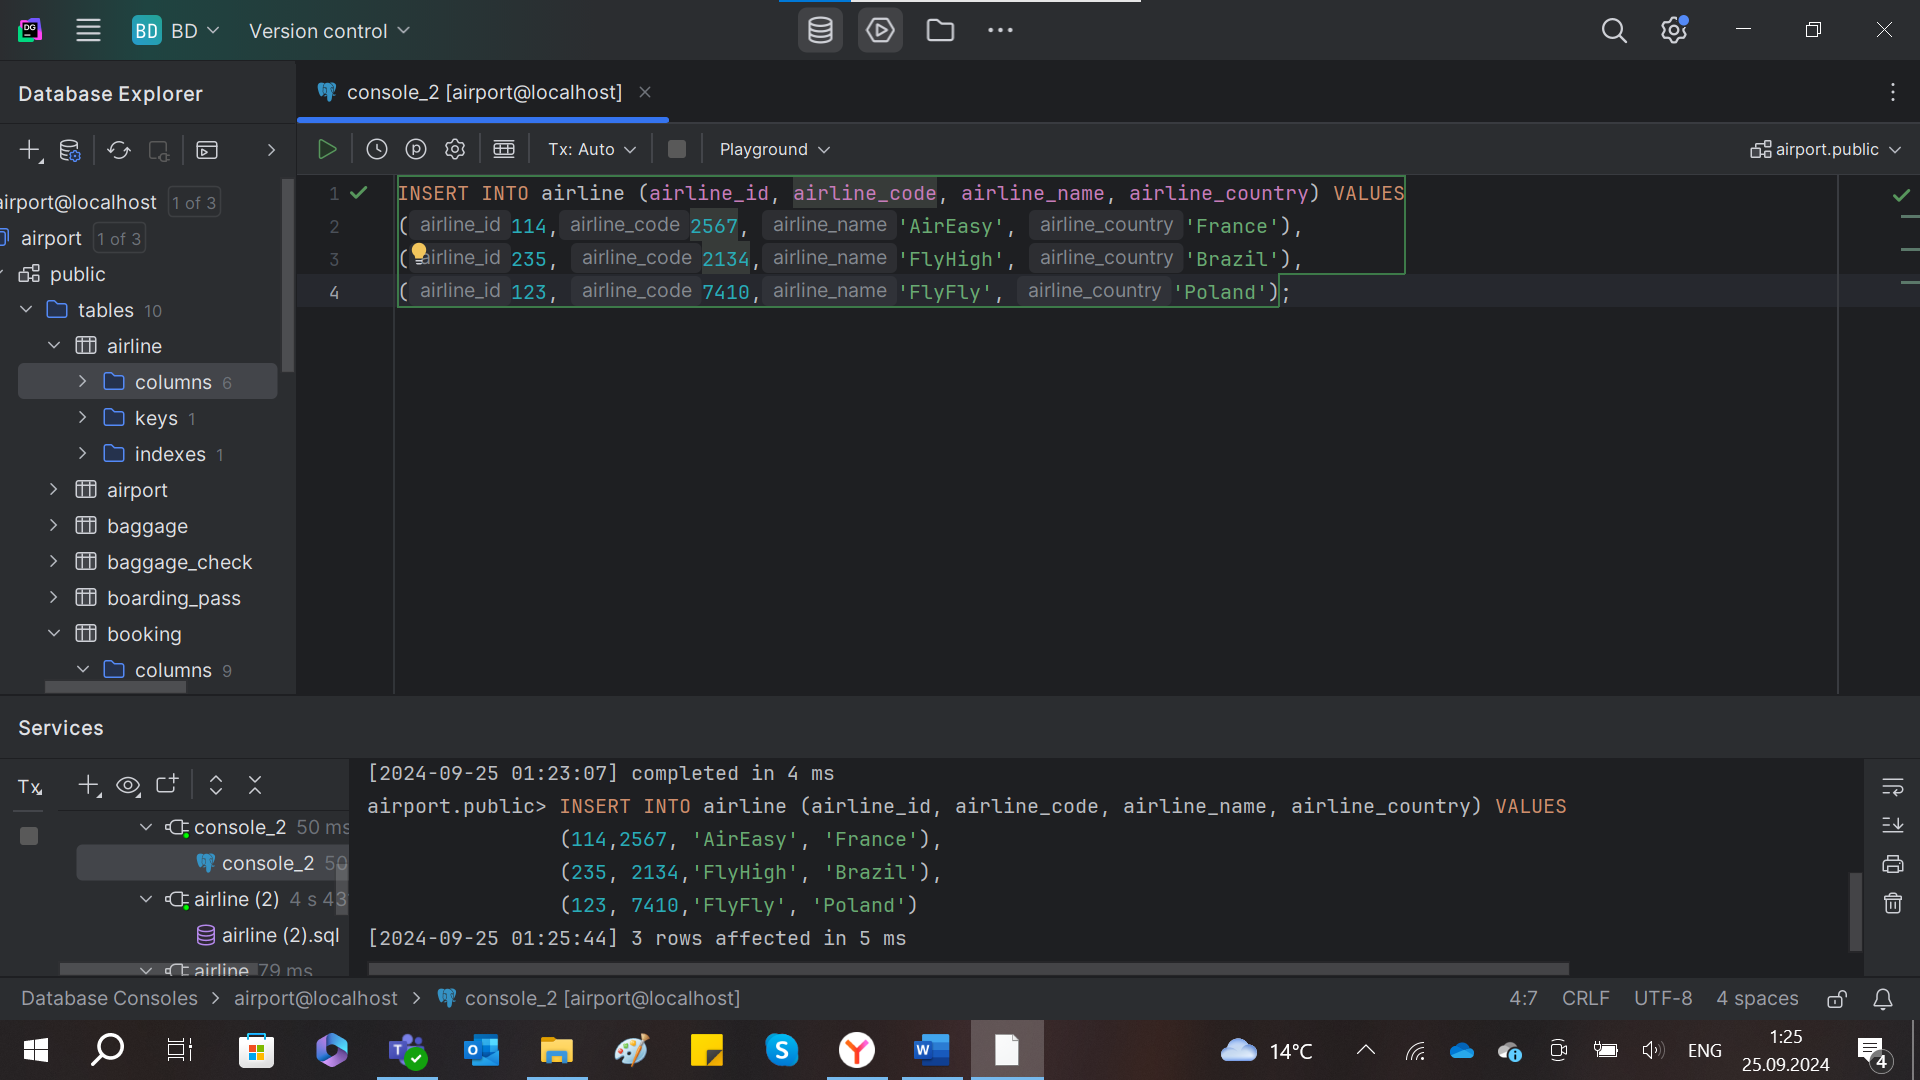 DG
BD BD Version control
Database Explorer
console_2 [airport@localhost]
Tx: Auto Playground airport.public
airport@localhost 1 of 3
airport 1 of 3
public
tables 10
airline
columns 6
keys 1
indexes 1
airport
baggage
baggage_check
boarding_pass
booking
columns 9
1 INSERT INTO airline (airline_id, airline_code, airline_name, airline_country) VALUES
2 ( airline_id 114, airline_code 2567, airline_name 'AirEasy', airline_country 'France'),
3 ( airline_id 235, airline_code 2134, airline_name 'FlyHigh', airline_country 'Brazil'),
4 ( airline_id 123, airline_code 7410, airline_name 'FlyFly', airline_country 'Poland');
Services
Tx
console_2 50 ms
console_2 50
airline (2) 4 s 43
airline (2).sql
airline 79 ms
[2024-09-25 01:23:07] completed in 4 ms
airport.public> INSERT INTO airline (airline_id, airline_code, airline_name, airline_country) VALUES
(114,2567, 'AirEasy', 'France'),
(235, 2134,'FlyHigh', 'Brazil'),
(123, 7410,'FlyFly', 'Poland')
[2024-09-25 01:25:44] 3 rows affected in 5 ms
Database Consoles > airport@localhost > console_2 [airport@localhost]
4:7 CRLF UTF-8 4 spaces
14°C ENG 1:25
25.09.2024
4